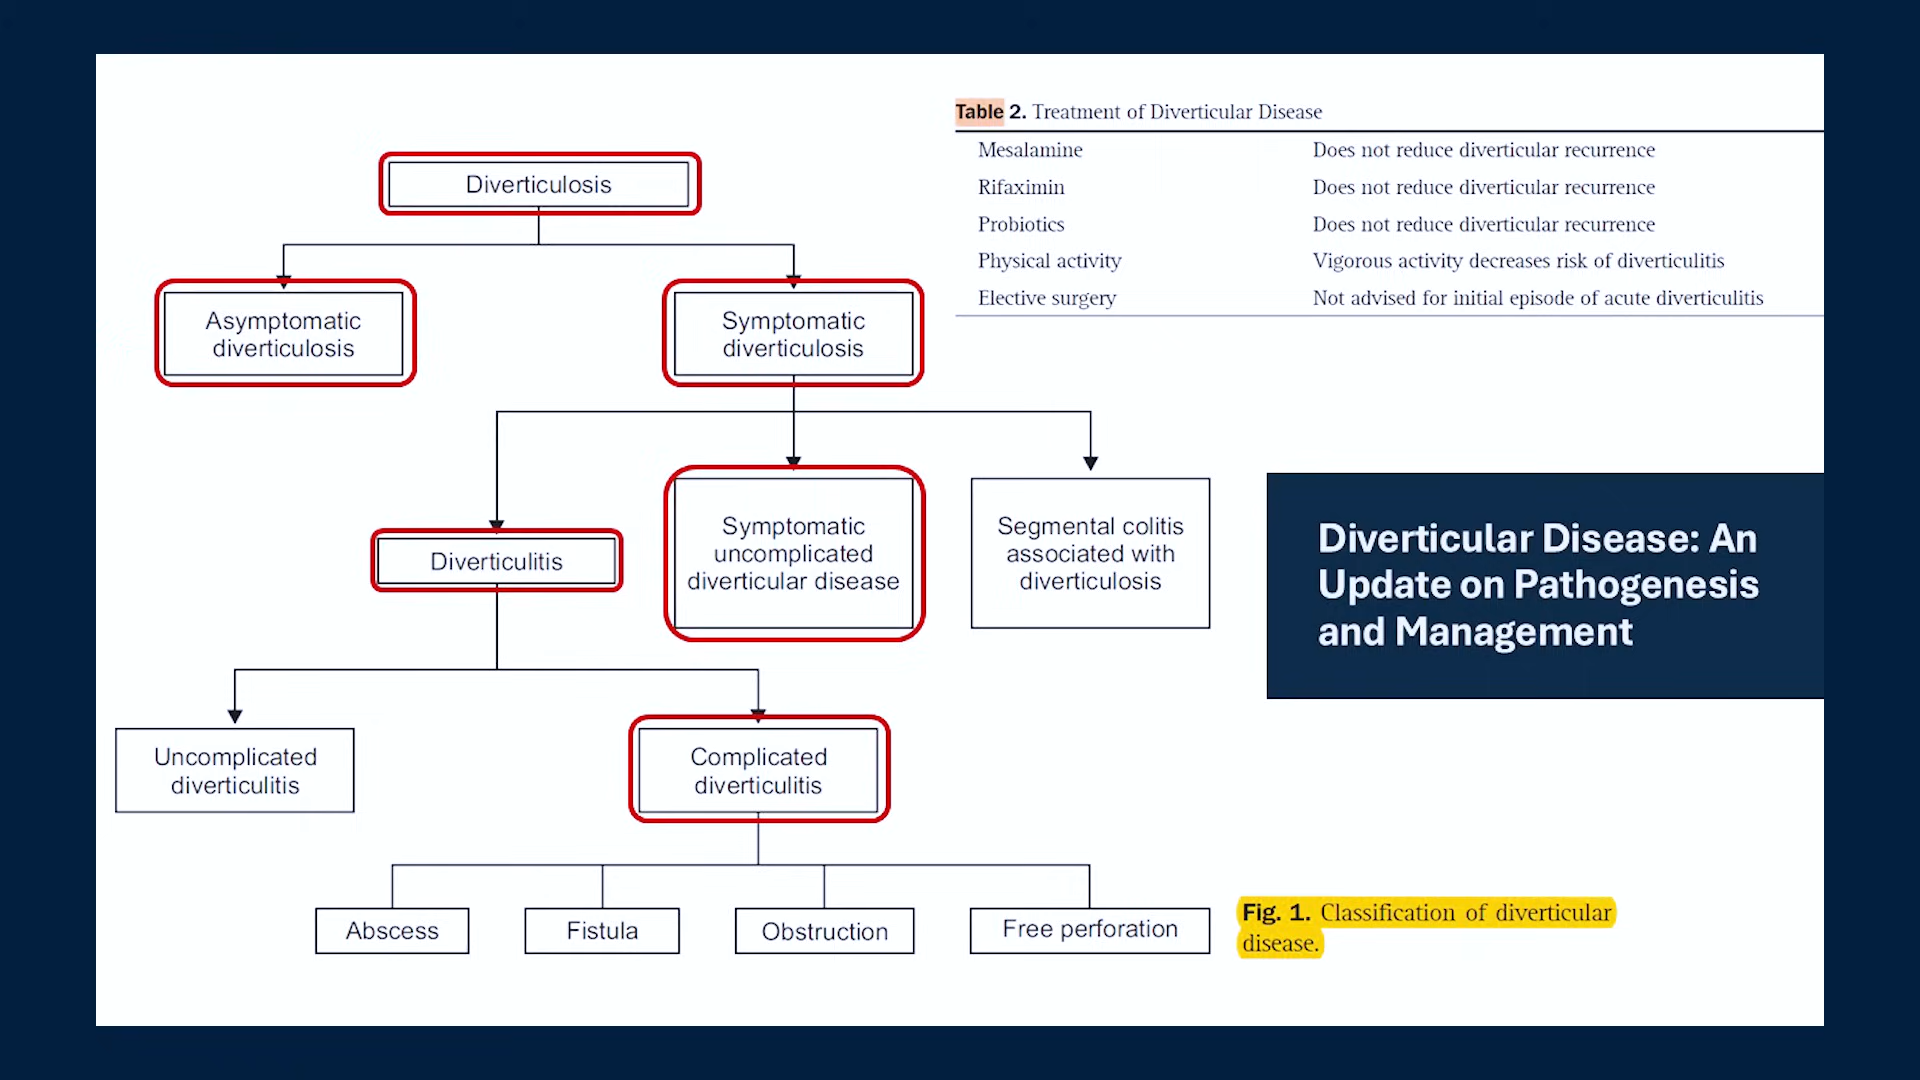 Table 2. Treatment of Diverticular Disease
Mesalamine Does not reduce diverticular recurrence
Rifaximin Does not reduce diverticular recurrence
Probiotics Does not reduce diverticular recurrence
Physical activity Vigorous activity decreases risk of diverticulitis
Elective surgery Not advised for initial episode of acute diverticulitis
Diverticulosis
Asymptomatic
diverticulosis
Symptomatic
diverticulosis
Diverticulitis
Symptomatic
uncomplicated
diverticular disease
Segmental colitis
associated with
diverticulosis
Diverticular Disease: An
Update on Pathogenesis
and Management
Uncomplicated
diverticulitis
Complicated
diverticulitis
Abscess
Fistula
Obstruction
Free perforation
Fig. 1. Classification of diverticular
disease.